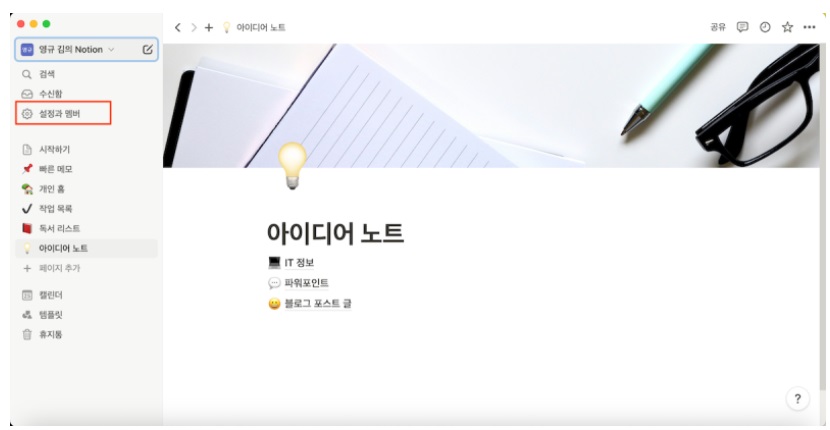 영규 김의 Notion
아이디어 노트
공유
검색
수신함
설정과 멤버
시작하기
빠른 메모
개인 홈
작업 목록
독서 리스트
아이디어 노트
페이지 추가
캘린더
템플릿
휴지통
아이디어 노트
IT 정보
파워포인트
블로그 포스트 글
?